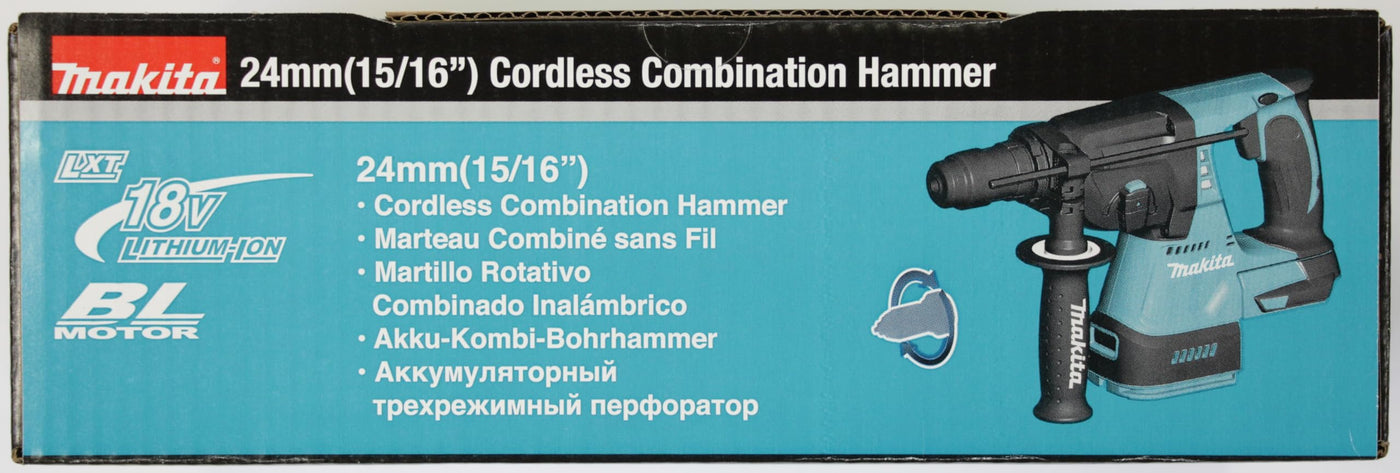 makita® 24mm(15/16”) Cordless Combination Hammer
LXT
18V
LITHIUM-ION
BL
MOTOR
24mm(15/16”)
• Cordless Combination Hammer
• Marteau Combiné sans Fil
• Martillo Rotativo
Combinado Inalámbrico
• Akku-Kombi-Bohrhammer
• Аккумуляторный
трехрежимный перфоратор
makita
makita